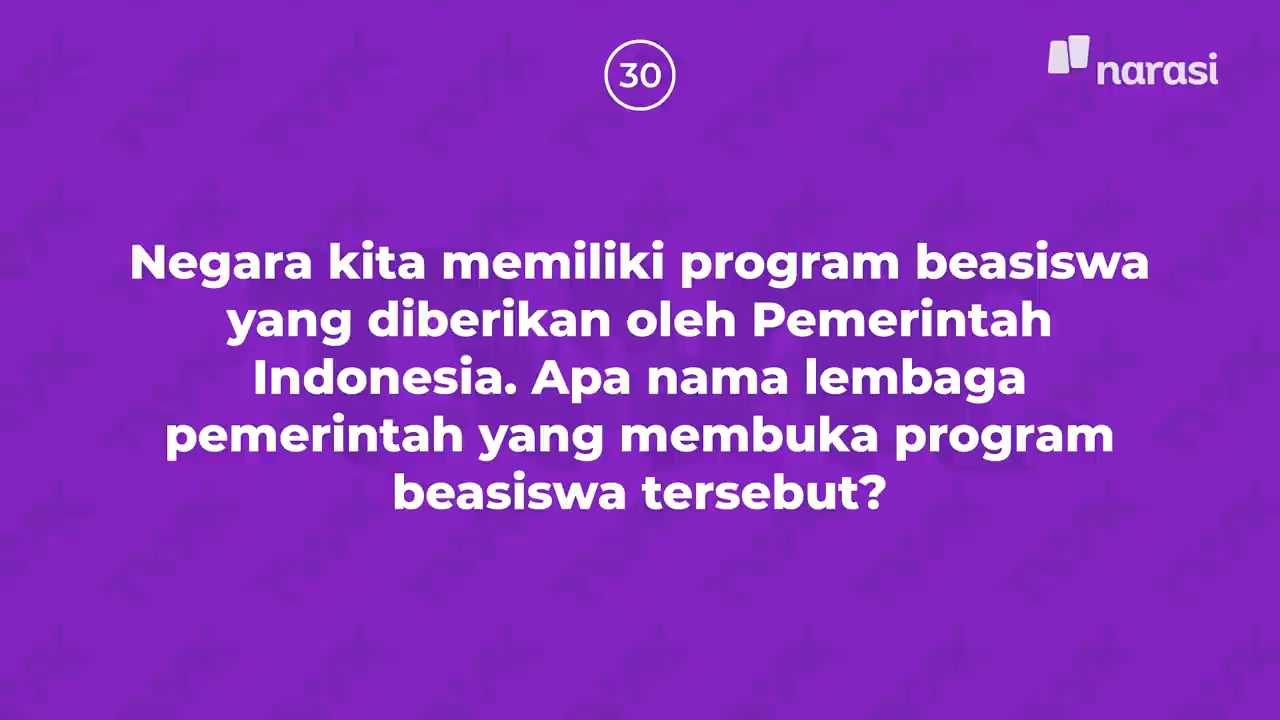 30
narasi
Negara kita memiliki program beasiswa
yang diberikan oleh Pemerintah
Indonesia. Apa nama lembaga
pemerintah yang membuka program
beasiswa tersebut?